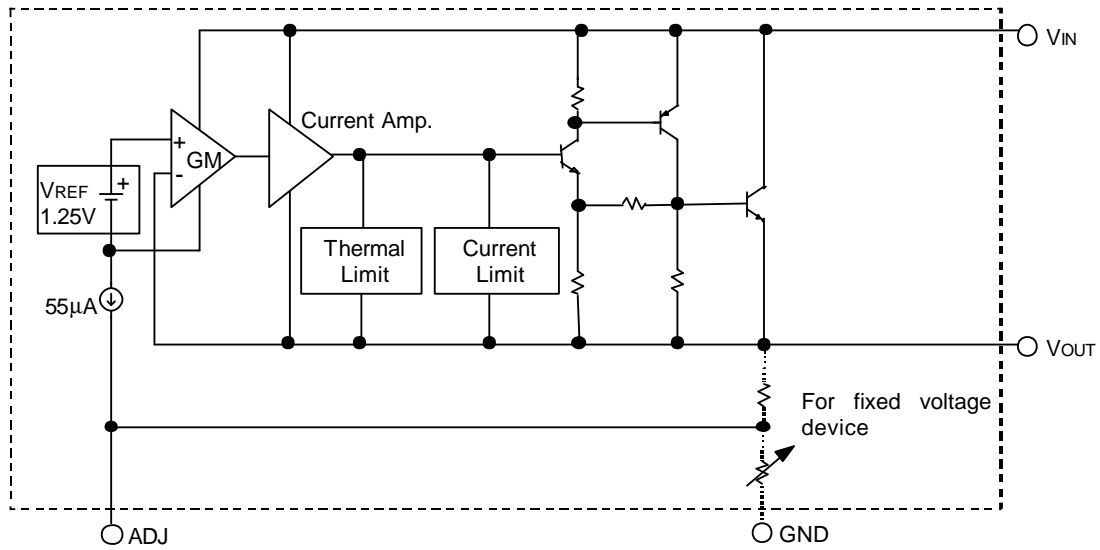 VIN
Current Amp.
+
GM
-
+
VREF
1.25V
Thermal
Limit
Current
Limit
55μA
VOUT
For fixed voltage
device
ADJ
GND